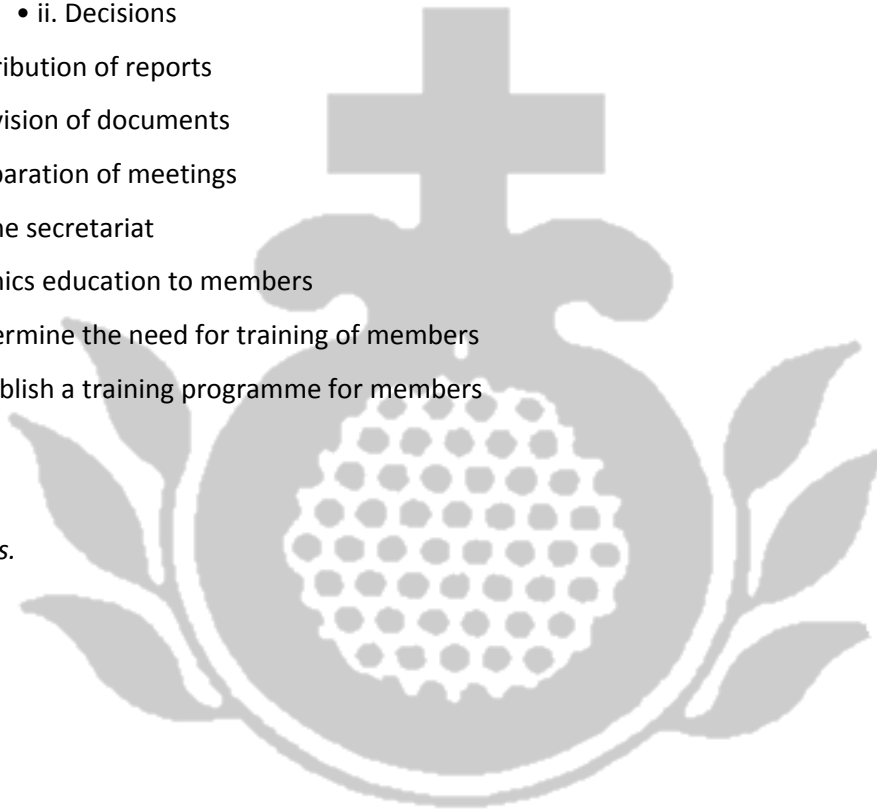 • ii. Decisions
ribution of reports
vision of documents
paration of meetings
he secretariat
nics education to members
ermine the need for training of members
blish a training programme for members
s.